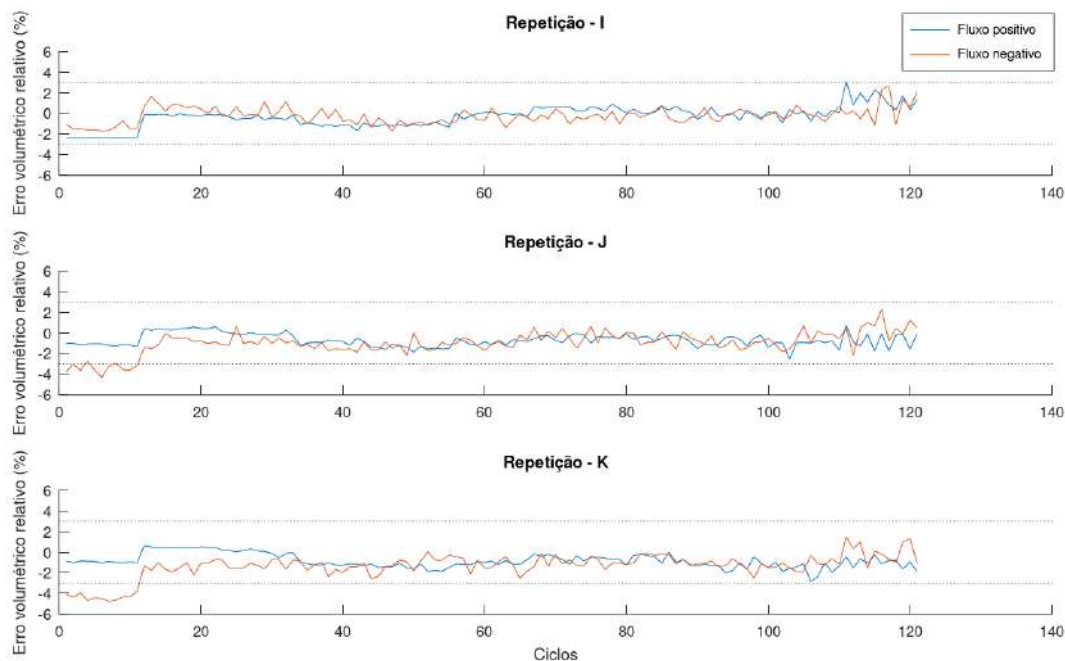 Repetição - I
Fluxo positivo
Fluxo negativo
Erro volumétrico relativo (%)
6
4
2
0
-2
-4
-6
0 20 40 60 80 100 120 140
Repetição - J
Erro volumétrico relativo (%)
6
4
2
0
-2
-4
-6
0 20 40 60 80 100 120 140
Repetição - K
Erro volumétrico relativo (%)
6
4
2
0
-2
-4
-6
0 20 40 60 80 100 120 140
Ciclos